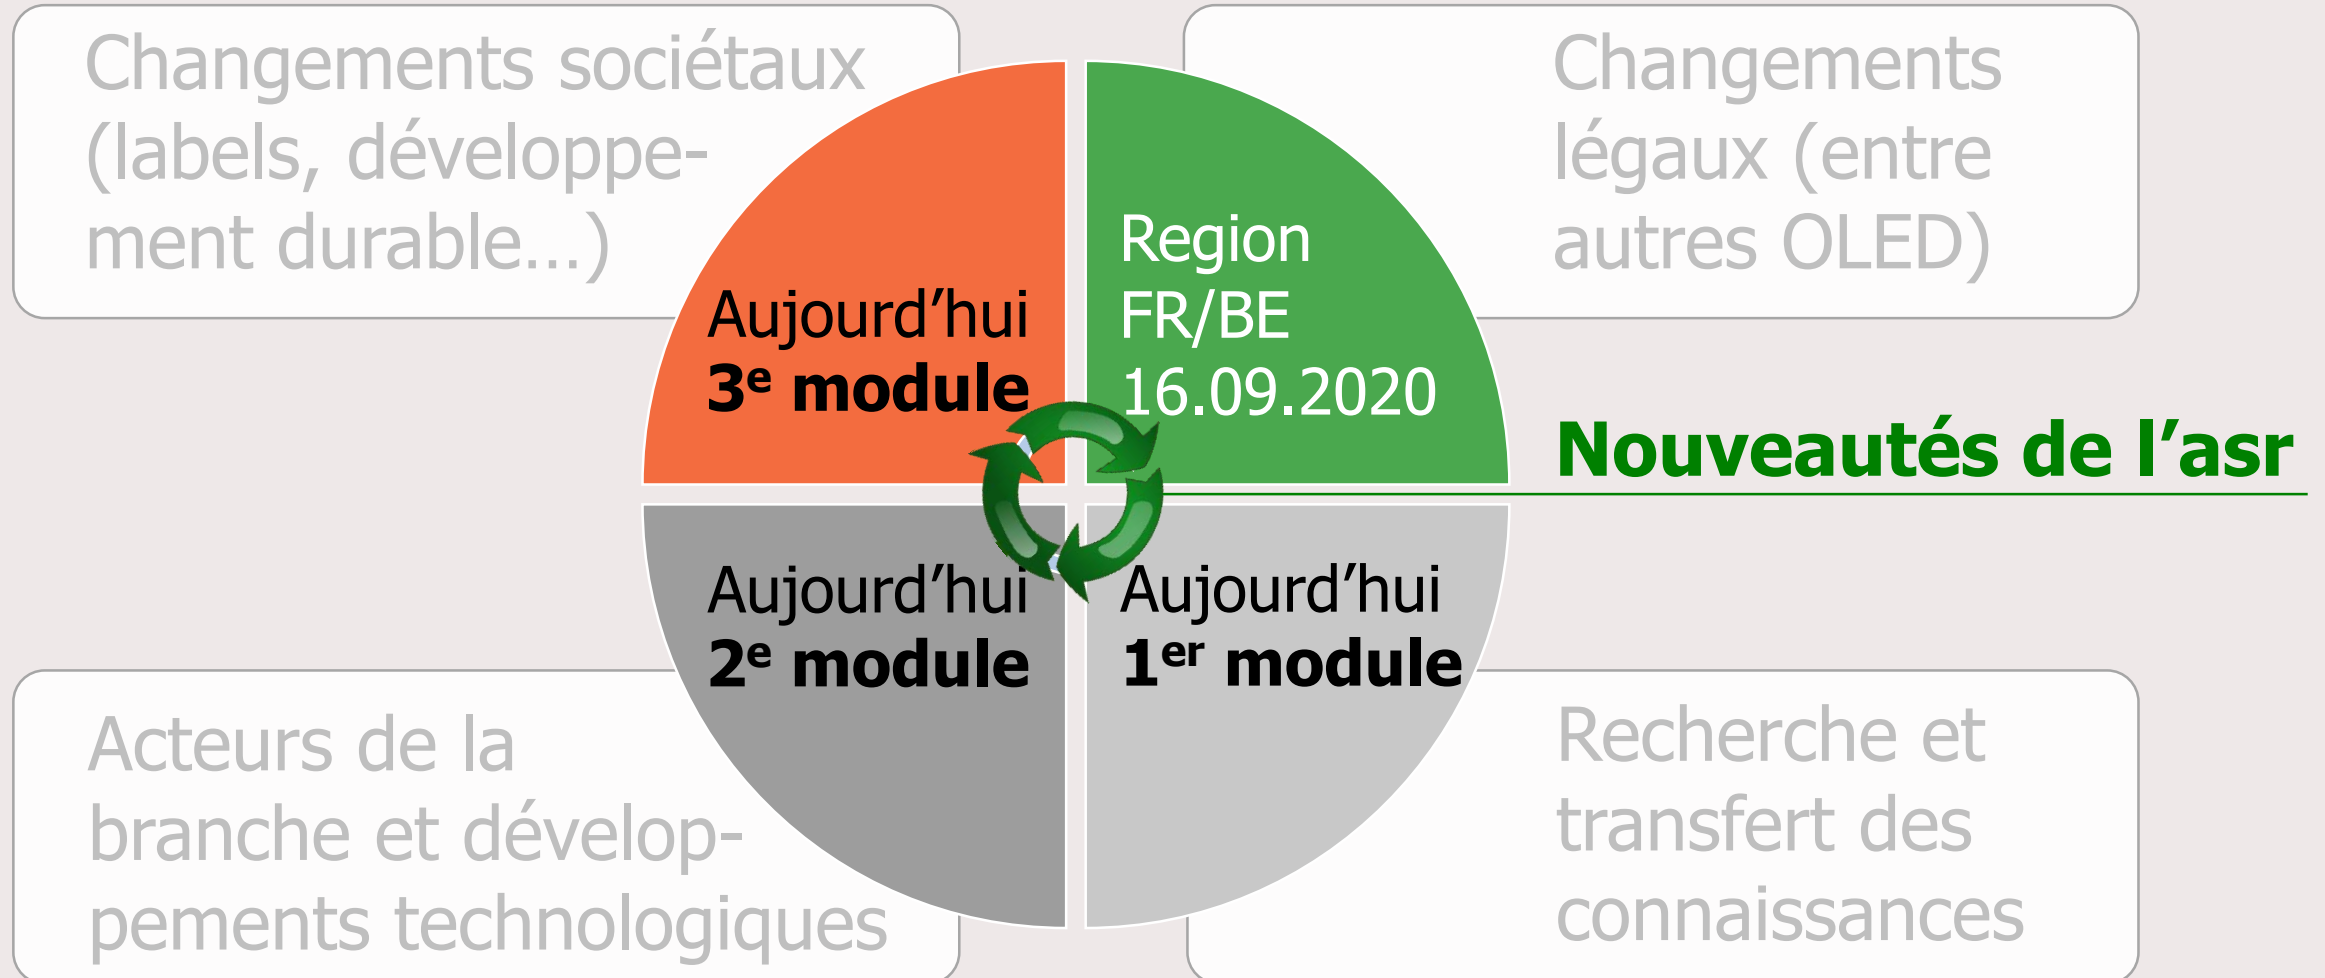 Changements sociétaux
(labels, développe-
ment durable…)
Changements
légaux (entre
autres OLED)
Aujourd’hui
3e module
Region
FR/BE
16.09.2020
Nouveautés de l’asr
Aujourd’hui
2e module
Aujourd’hui
1er module
Acteurs de la
branche et dévelop-
pements technologiques
Recherche et
transfert des
connaissances